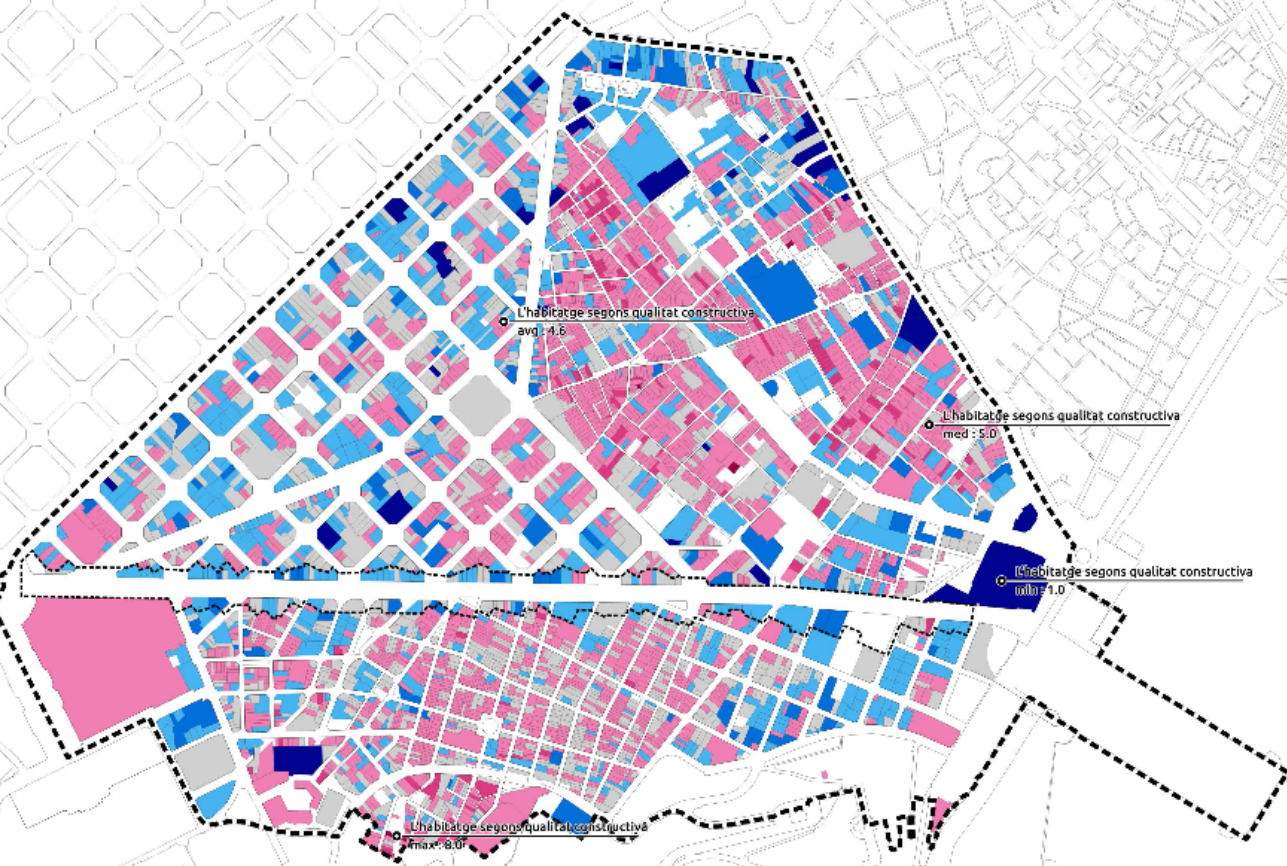 L'habitatge segons qualitat constructiva
avg : 4.6
L'habitatge segons qualitat constructiva
med : 5.0
L'habitatge segons qualitat constructiva
min : 1.0
L'habitatge segons qualitat constructiva
max : 8.0